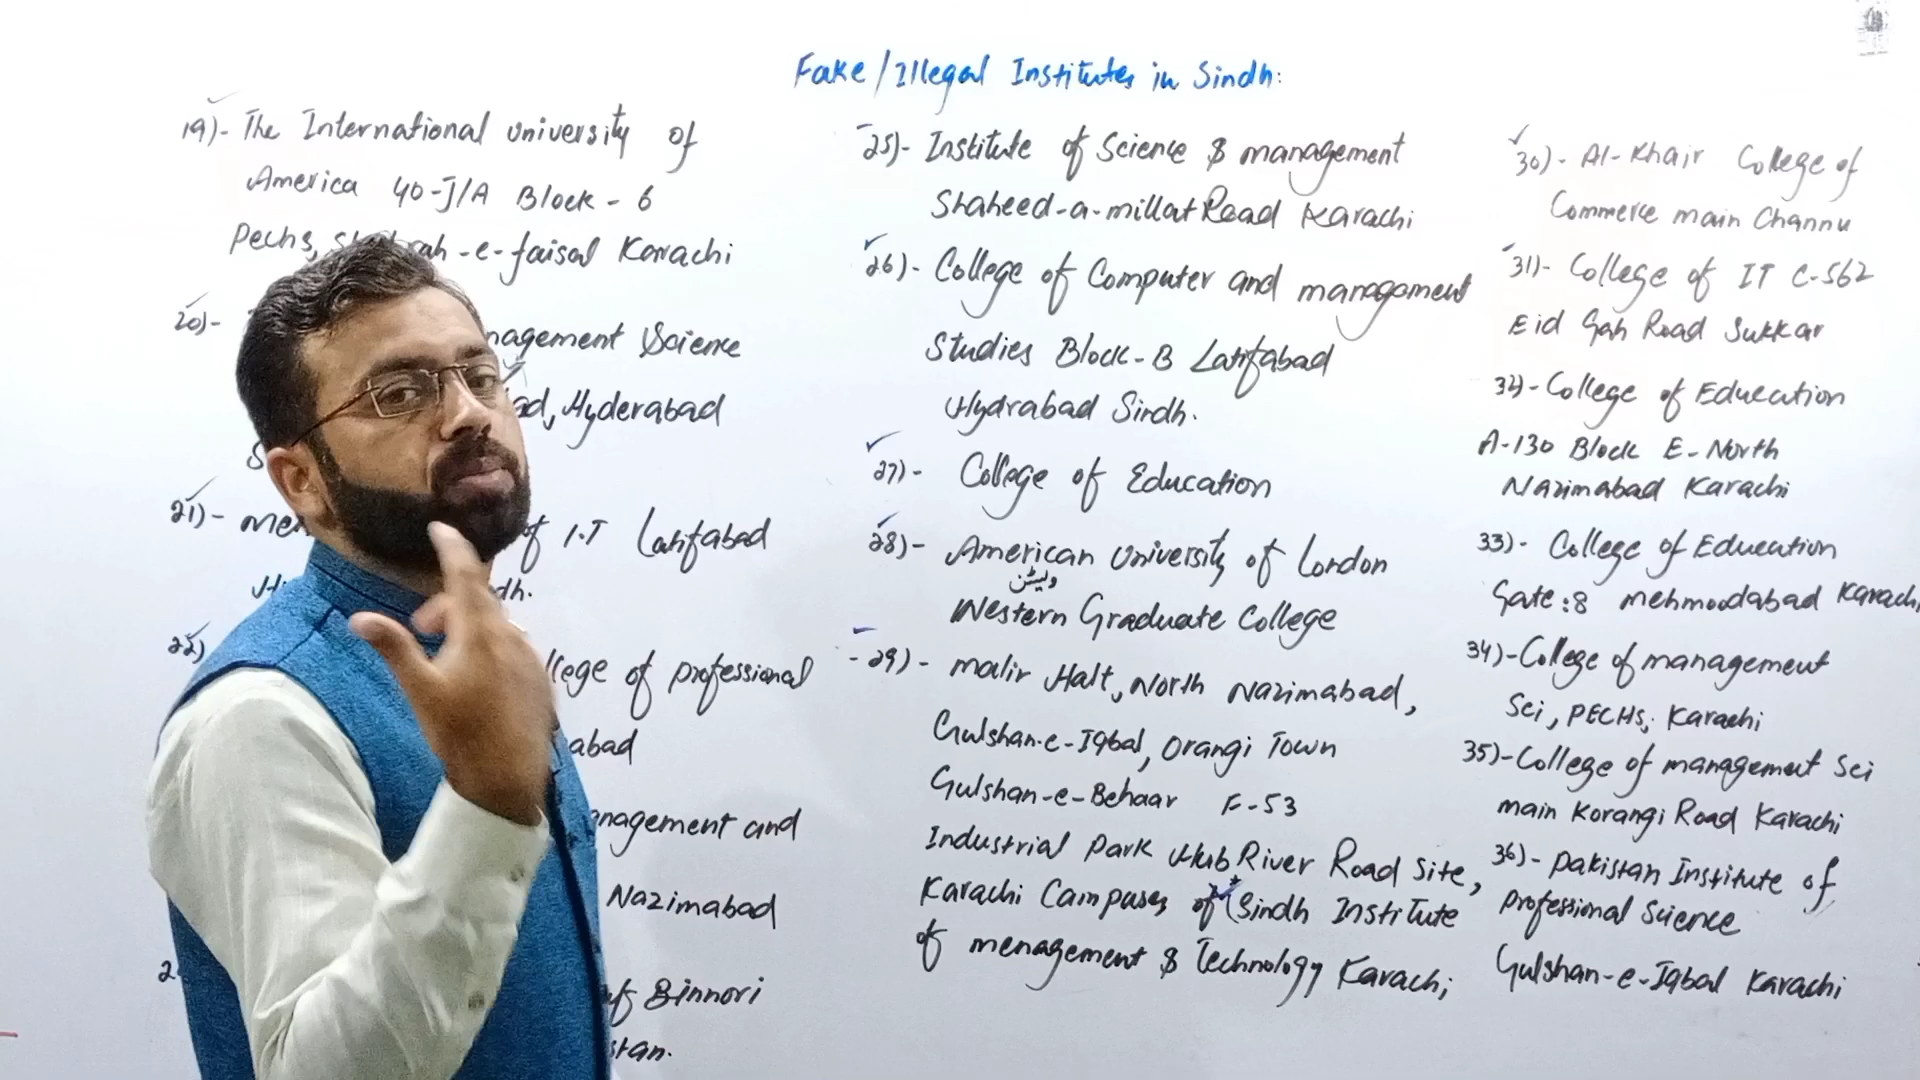 Fake/Illegal Institutes in Sindh:
19)- The International university of
America 40-J/A Block - 6
Pechs, Sh ah-e-faisal Karachi
20)- nagement Science
ad, Hyderabad
S
21)- me of I.T Latifabad
H dh.
22) llege of professional
abad
anagement and
Nazimabad
2
of Binnori
stan.
25)- Institute of Science & management
Shaheed-a-millat Road Karachi
26)- College of Computer and management
Studies Block-B Latifabad
Hydrabad Sindh.
27)- College of Education
28)- American University of London
Western Graduate College
29)- malir Halt, North Nazimabad,
Gulshan-e-Iqbal, Orangi Town
Gulshan-e-Behaar F-53
Industrial Park Hub River Road Site,
Karachi Campuses of (Sindh Institute
of menagement & Technology Karachi;
30)- Al-Khair College of
Commerce main Channu
31)- College of IT C-562
Eid Gah Road Sukkar
32)- College of Education
A-130 Block E-North
Nazimabad Karachi
33)- College of Education
Gate:8 mehmoodabad Karachi
34)- College of management
Sci, PECHS, Karachi
35)- College of management Sci
main Korangi Road Karachi
36)- Pakistan Institute of
Professional Science
Gulshan-e-Iqbal Karachi